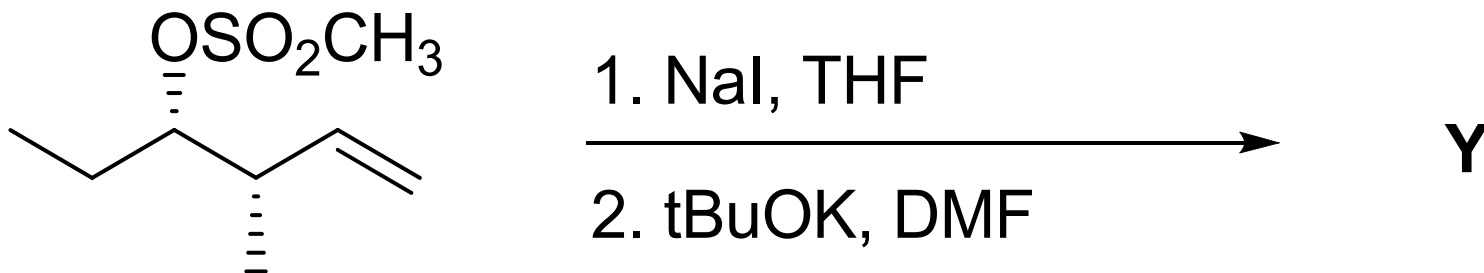 OSO₂CH₃
1. NaI, THF
2. tBuOK, DMF
Y